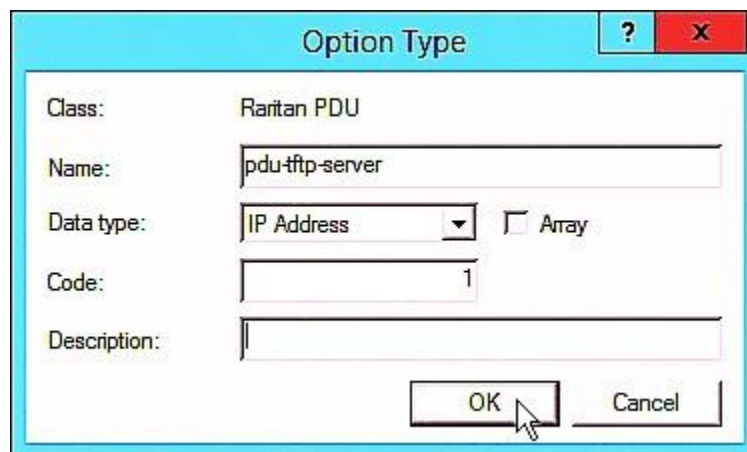 Option Type
?
x
Class: Raritan PDU
Name: pdu-tftp-server
Data type: IP Address Array
Code: 1
Description:
OK Cancel